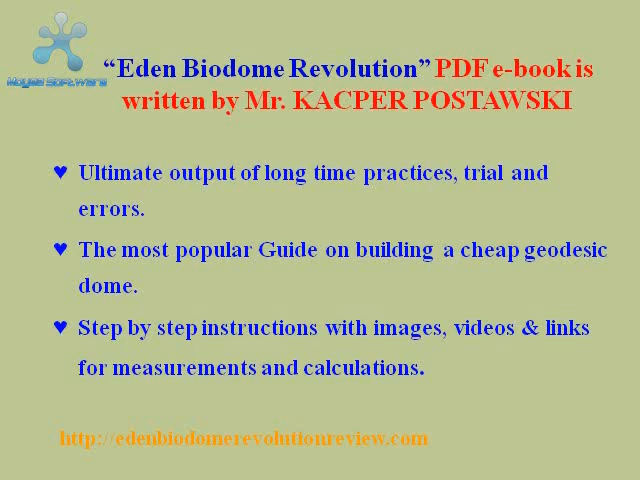 Mogae Software
“Eden Biodome Revolution” PDF e-book is
written by Mr. KACPER POSTAWSKI
♥ Ultimate output of long time practices, trial and
errors.
♥ The most popular Guide on building a cheap geodesic
dome.
♥ Step by step instructions with images, videos & links
for measurements and calculations.
http://edenbiodomerevolutionreview.com